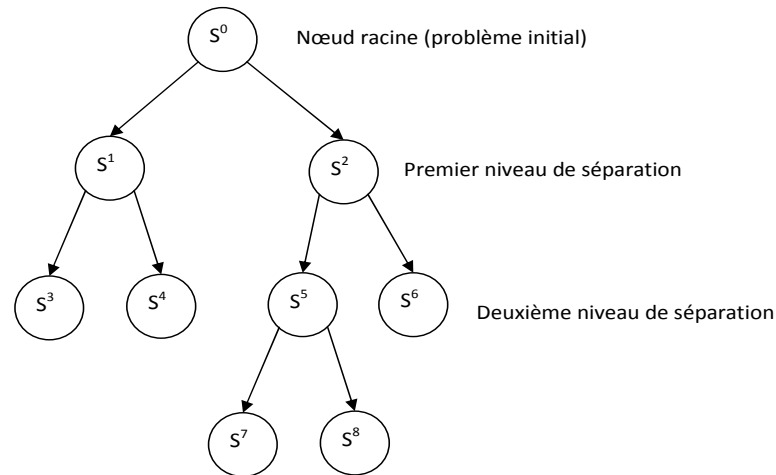 S⁰ Nœud racine (problème initial)
S¹ S² Premier niveau de séparation
S³ S⁴ S⁵ S⁶ Deuxième niveau de séparation
S⁷ S⁸